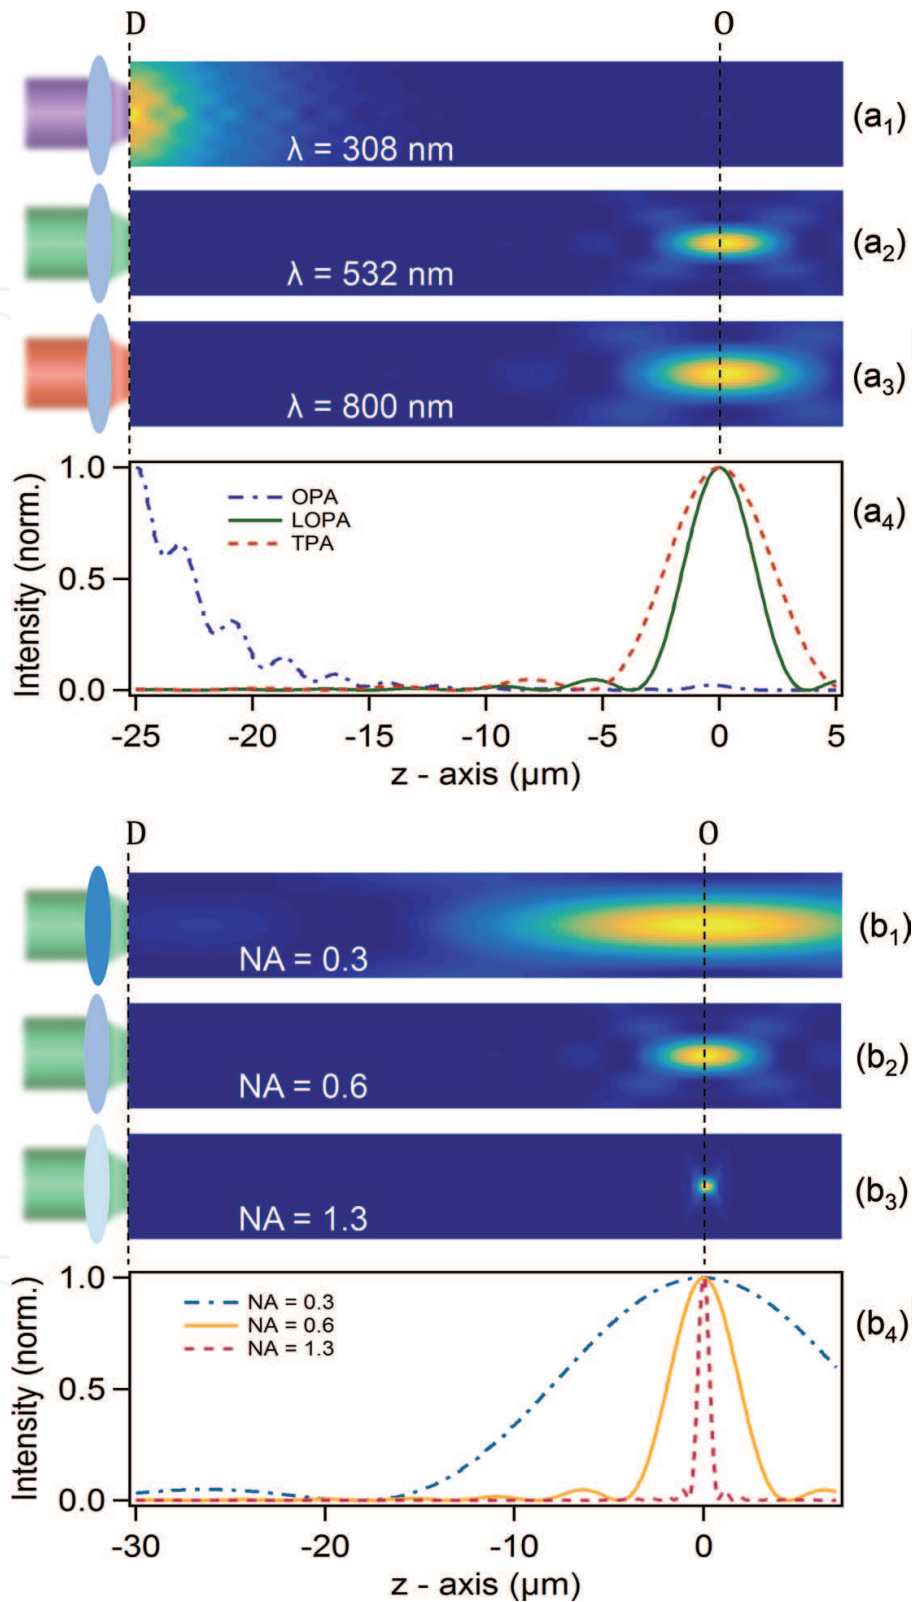 D O
λ = 308 nm (a₁)
λ = 532 nm (a₂)
λ = 800 nm (a₃)
(a₄)
Intensity (norm.)
1.0
0.5
0.0
OPA
LOPA
TPA
-25 -20 -15 -10 -5 0 5
z - axis (µm)
D O
NA = 0.3 (b₁)
NA = 0.6 (b₂)
NA = 1.3 (b₃)
(b₄)
Intensity (norm.)
1.0
0.5
0.0
NA = 0.3
NA = 0.6
NA = 1.3
-30 -20 -10 0
z - axis (µm)